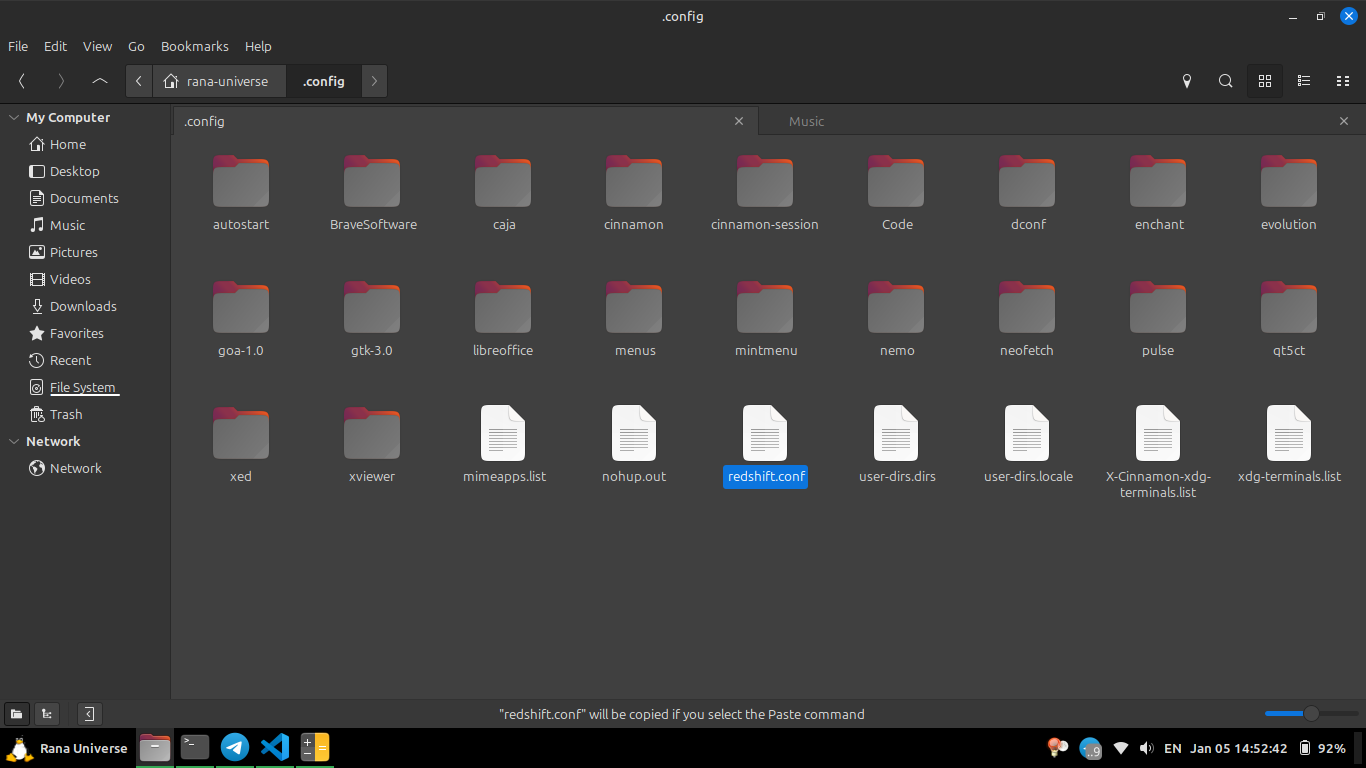 .config
File Edit View Go Bookmarks Help
rana-universe .config
My Computer
Home
Desktop
Documents
Music
Pictures
Videos
Downloads
Favorites
Recent
File System
Trash
Network
Network
.config Music
autostart BraveSoftware caja cinnamon cinnamon-session Code dconf enchant evolution
goa-1.0 gtk-3.0 libreoffice menus mintmenu nemo neofetch pulse qt5ct
xed xviewer mimeapps.list nohup.out redshift.conf user-dirs.dirs user-dirs.locale X-Cinnamon-xdg-terminals.list xdg-terminals.list
"redshift.conf" will be copied if you select the Paste command
Rana Universe >_ ..9 EN Jan 05 14:52:42 92%